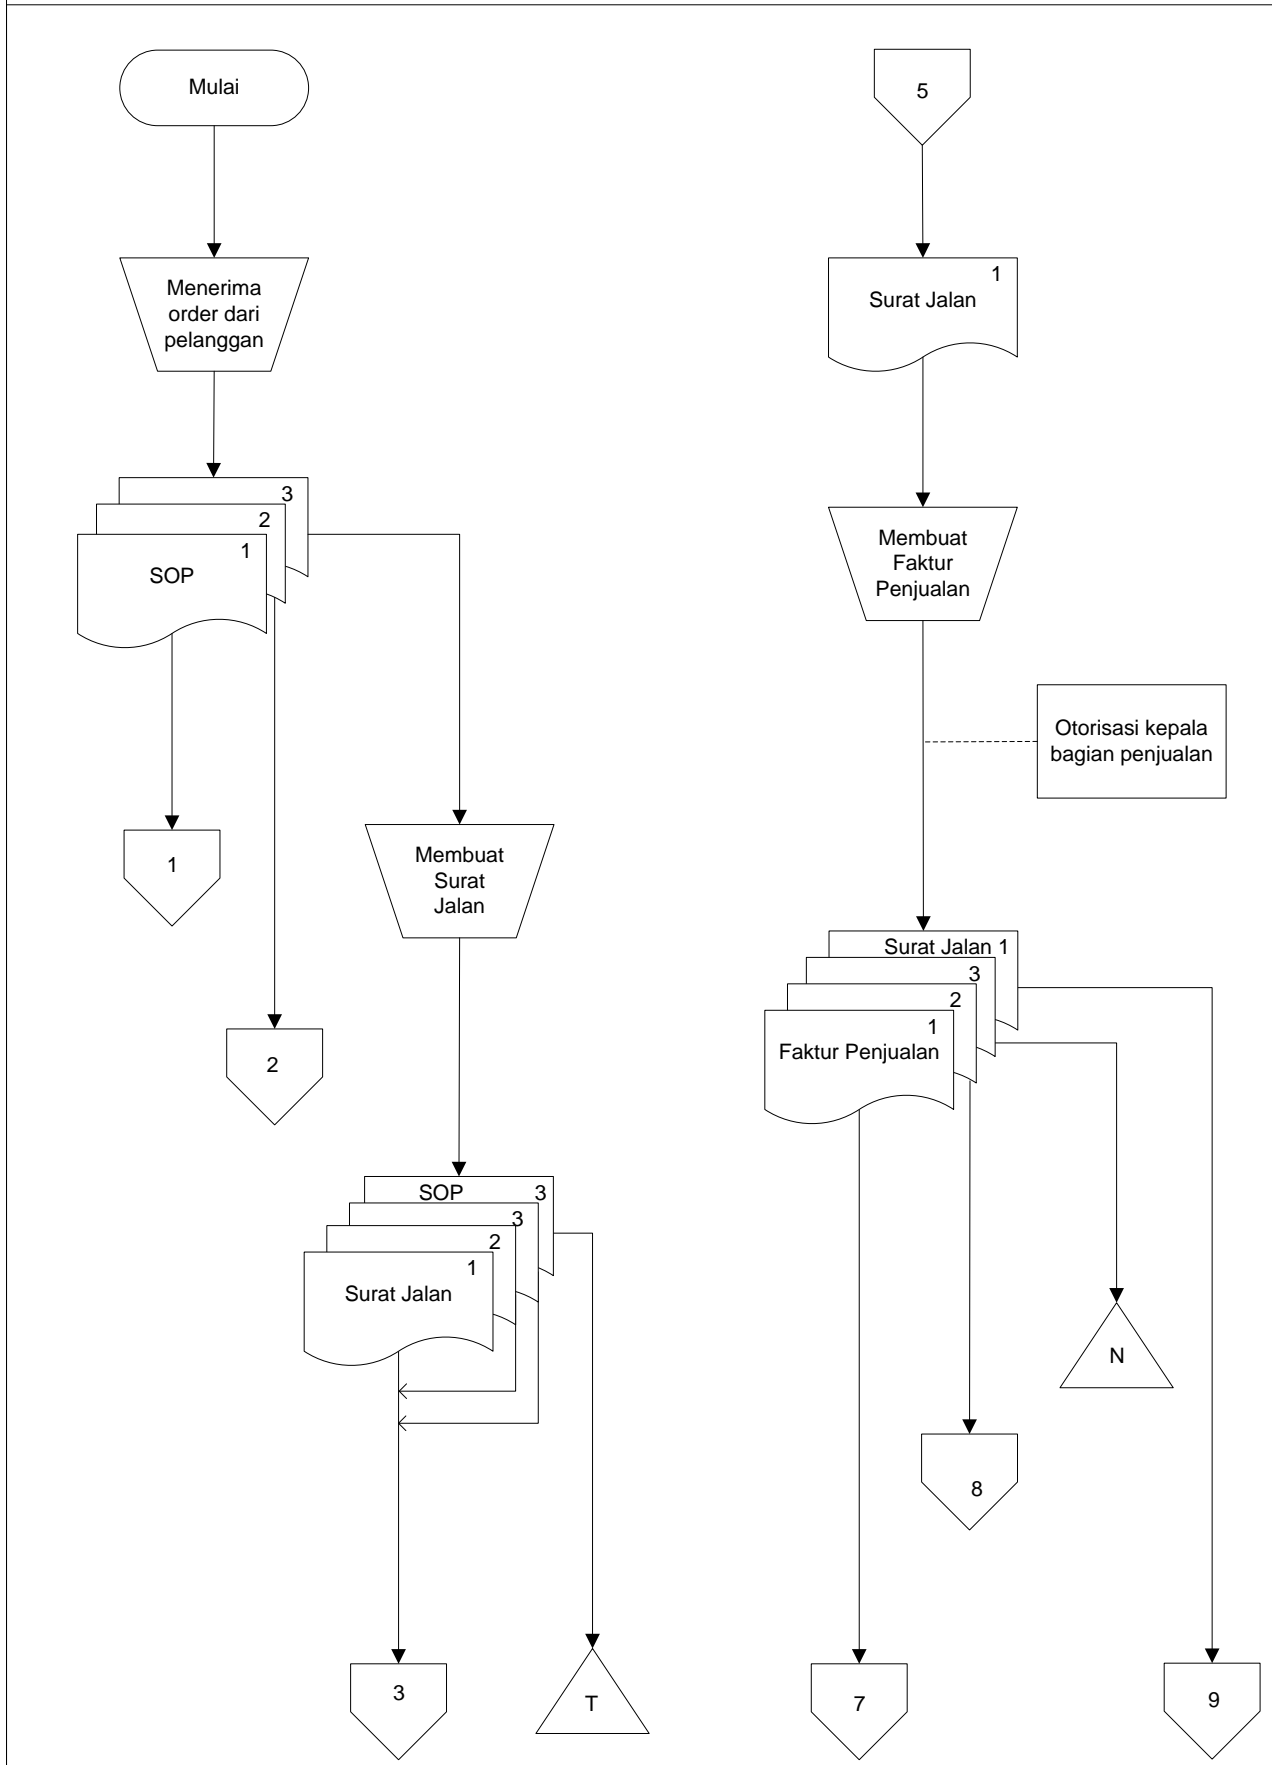 Mulai
Menerima
order dari
pelanggan
3
2
1
SOP
1
2
Membuat
Surat
Jalan
SOP 3
3
2
1
Surat Jalan
3
T
5
1
Surat Jalan
Membuat
Faktur
Penjualan
Otorisasi kepala
bagian penjualan
Surat Jalan 1
3
2
1
Faktur Penjualan
N
8
7
9